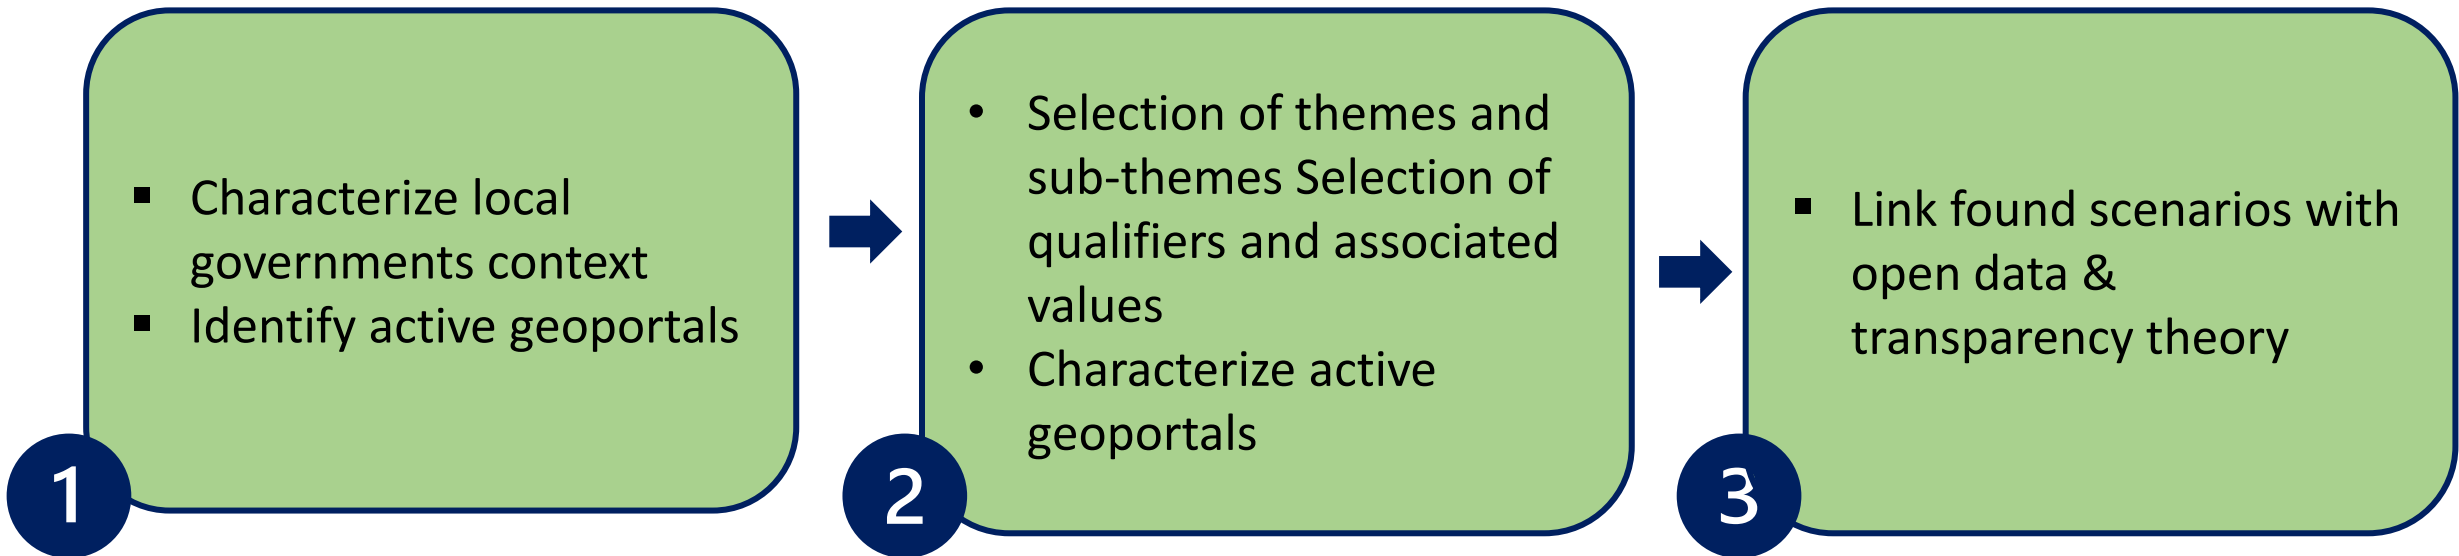 ▪ Characterize local
governments context
▪ Identify active geoportals
1
• Selection of themes and
sub-themes Selection of
qualifiers and associated
values
• Characterize active
geoportals
2
▪ Link found scenarios with
open data &
transparency theory
3